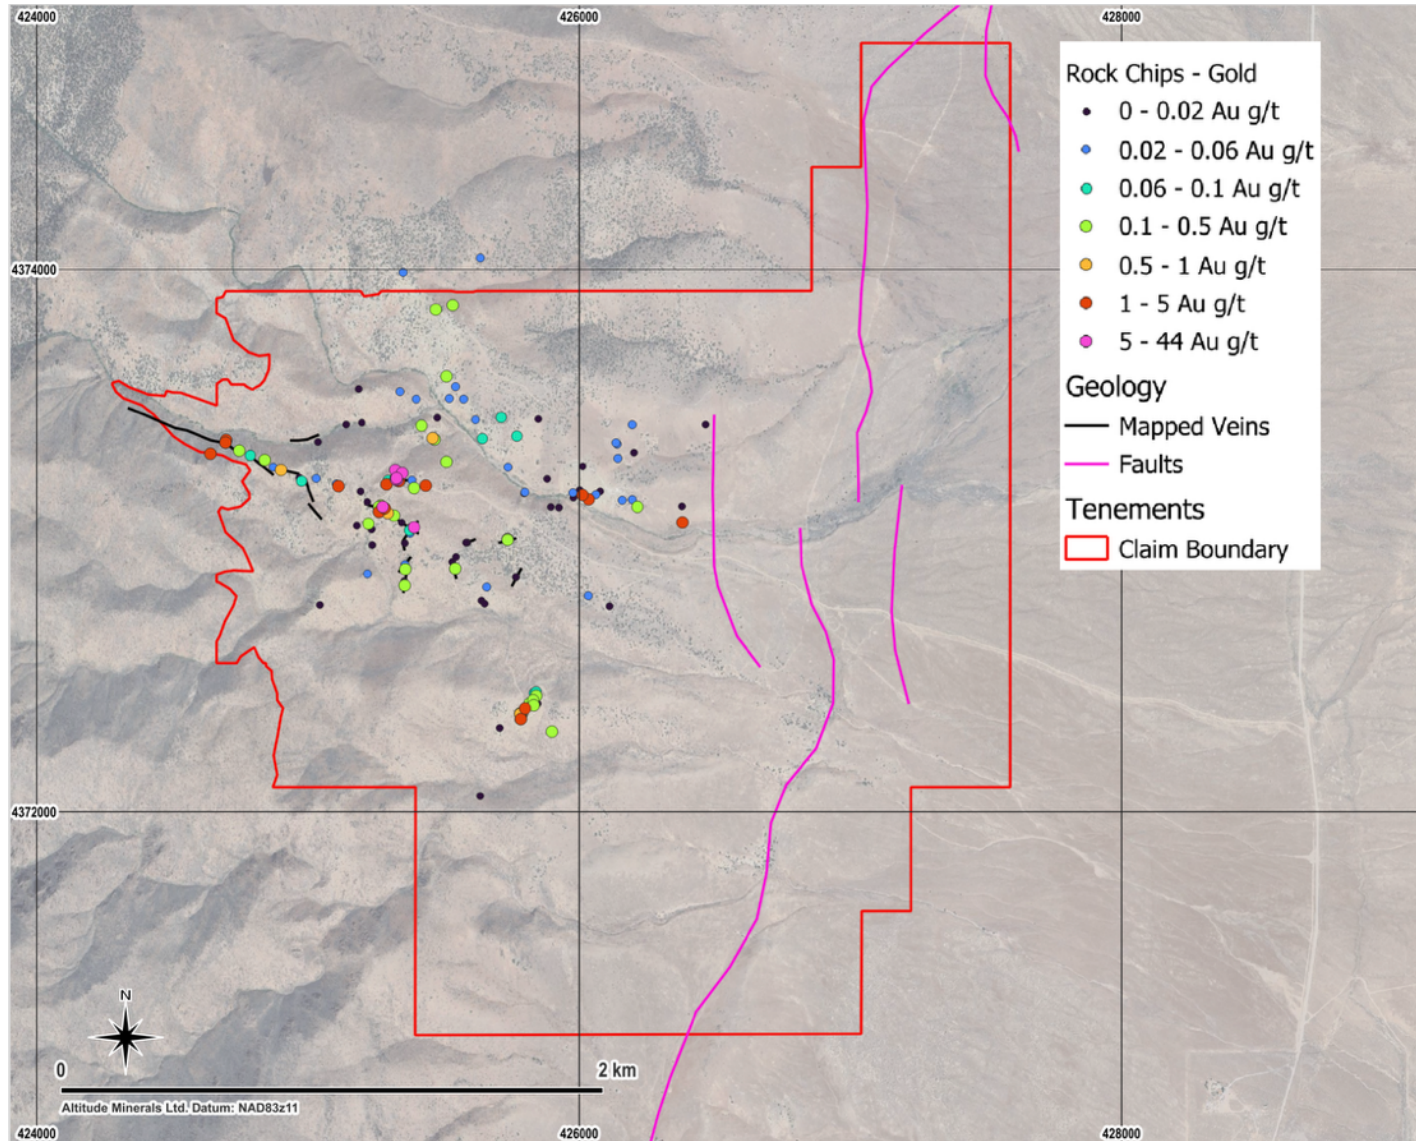 424000
426000
428000
Rock Chips - Gold
0 - 0.02 Au g/t
0.02 - 0.06 Au g/t
0.06 - 0.1 Au g/t
0.1 - 0.5 Au g/t
0.5 - 1 Au g/t
1 - 5 Au g/t
5 - 44 Au g/t
Geology
Mapped Veins
Faults
Tenements
Claim Boundary
4374000
4372000
N
0
2 km
Altitude Minerals Ltd. Datum: NAD83z11
424000
426000
428000